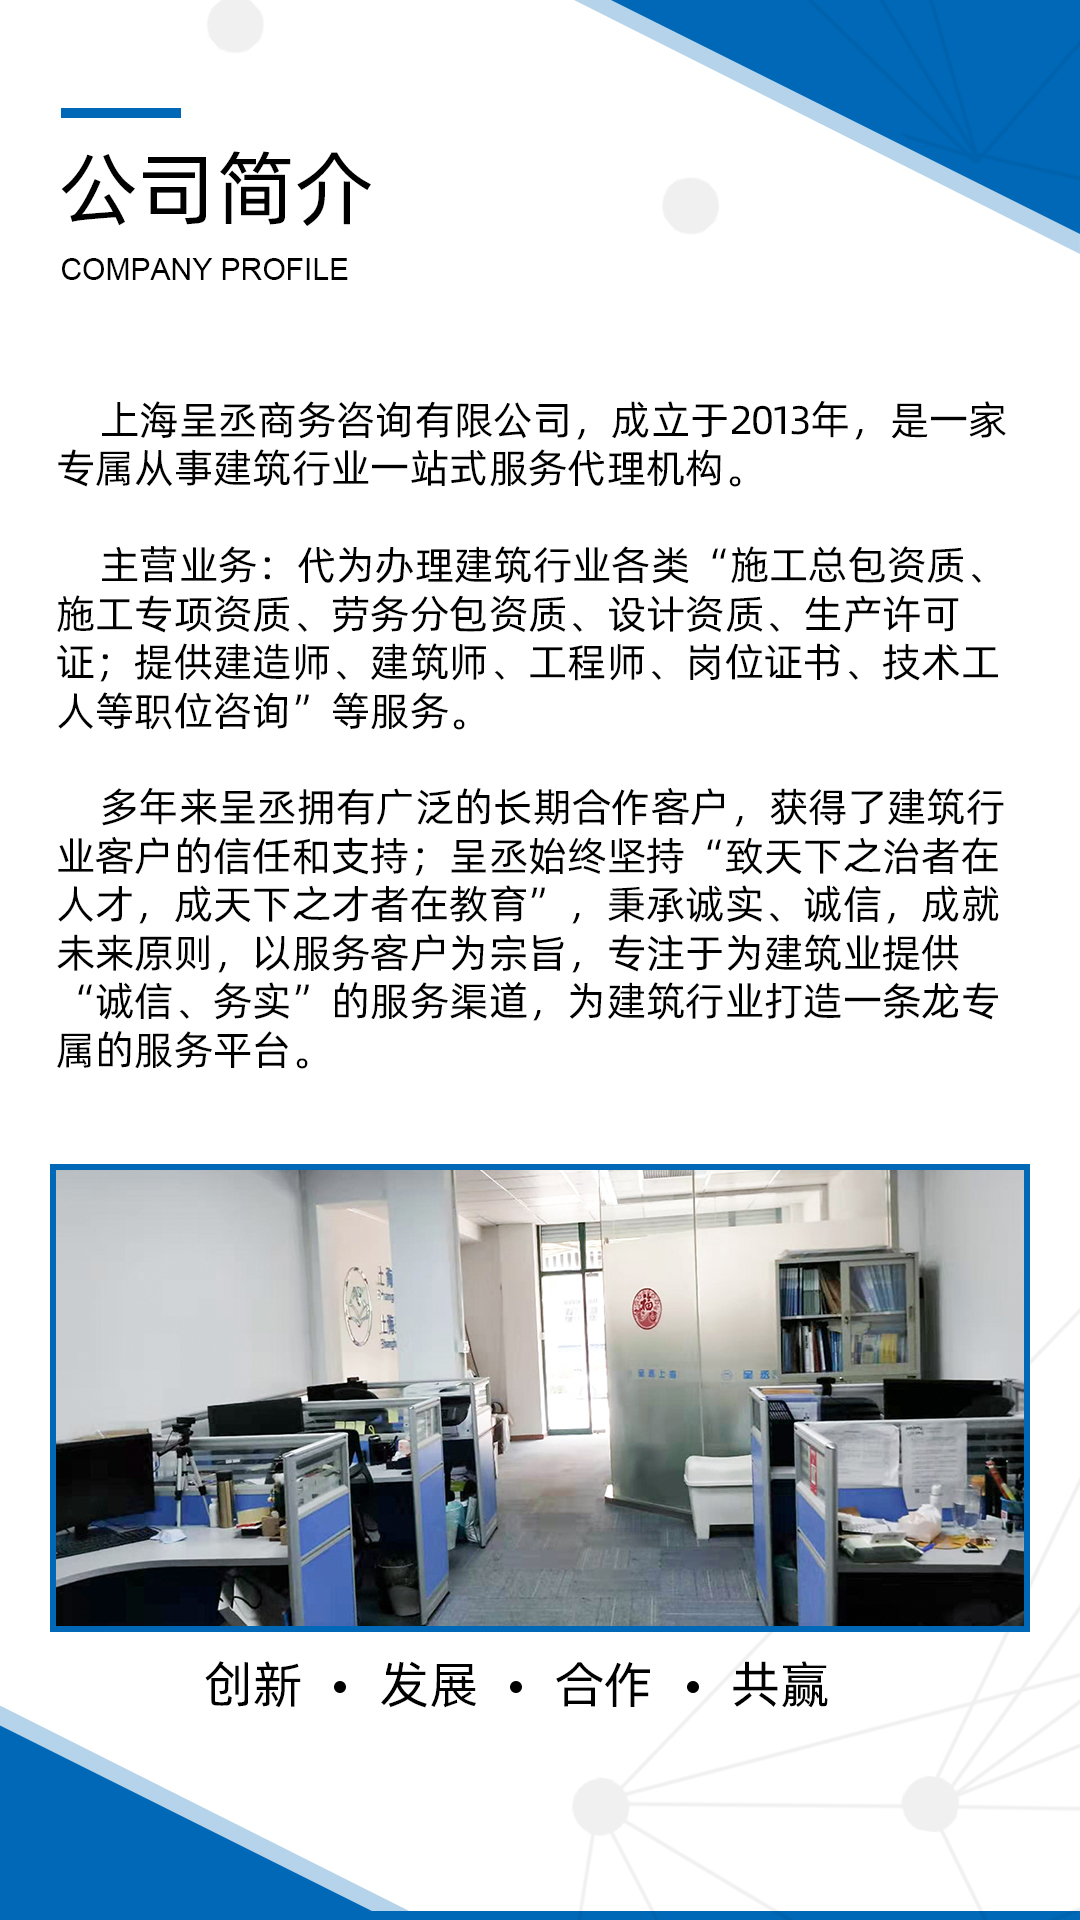 公司简介
COMPANY PROFILE
上海呈丞商务咨询有限公司，成立于2013年，是一家
专属从事建筑行业一站式服务代理机构。
主营业务：代为办理建筑行业各类“施工总包资质、
施工专项资质、劳务分包资质、设计资质、生产许可
证；提供建造师、建筑师、工程师、岗位证书、技术工
人等职位咨询”等服务。
多年来呈丞拥有广泛的长期合作客户，获得了建筑行
业客户的信任和支持；呈丞始终坚持“致天下之治者在
人才，成天下之才者在教育”，秉承诚实、诚信，成就
未来原则，以服务客户为宗旨，专注于为建筑业提供
“诚信、务实”的服务渠道，为建筑行业打造一条龙专
属的服务平台。
福
呈丞上海
呈丞
创新 • 发展 • 合作 • 共赢